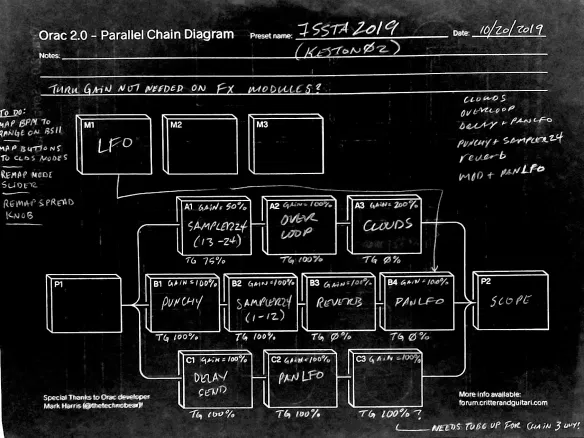 Orac 2.0 – Parallel Chain Diagram
Preset name: ISSTA 2019
Date: 10/20/2019
(KESTON02)
Notes:
THRU GAIN NOT NEEDED ON FX MODULES?
TO DO:
MAP BPM TO
RANGE ON BSII
MAP BUTTONS
TO CLDS MODES
REMAP MODE
SLIDER
REMAP SPREAD
KNOB
CLOUDS
OVERLOOP
DELAY + PANLFO
PUNCHY + SAMPLER24
reverb
MOD + PANLFO
M1
LFO
M2
M3
A1 GAIN=50%
SAMPLER24
(13-24)
TG 75%
A2 GAIN=100%
OVER
LOOP
TG 100%
A3 GAIN=200%
CLOUDS
TG 0%
P1
B1 GAIN=100%
PUNCHY
TG 100%
B2 GAIN=100%
SAMPLER24
(1-12)
TG 100%
B3 GAIN=100%
REVERB
TG 0%
B4 GAIN=100%
PANLFO
TG 0%
P2
SCOPE
C1 GAIN=100%
DELAY
SEND
TG 100%
C2 GAIN=100%
PANLFO
TG 100%
C3 GAIN=100%
TG 100%?
NEEDS TO BE UP FOR CHAIN 3 WHY?
Special Thanks to Orac developer
Mark Harris (@thetechnobear)!
More info available:
forum.critterandguitari.com